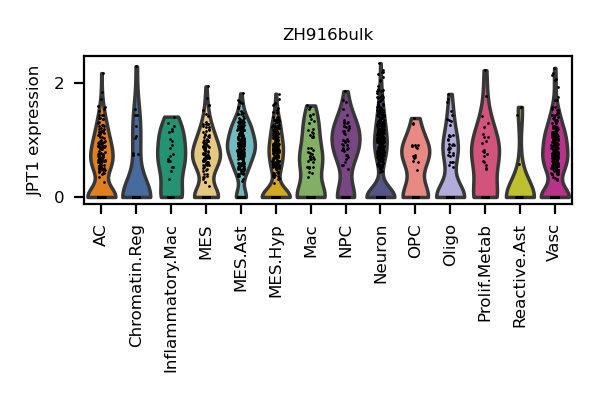 ZH916bulk
JPT1 expression
2
0
AC
Chromatin.Reg
Inflammatory.Mac
MES
MES.Ast
MES.Hyp
Mac
NPC
Neuron
OPC
Oligo
Prolif.Metab
Reactive.Ast
Vasc